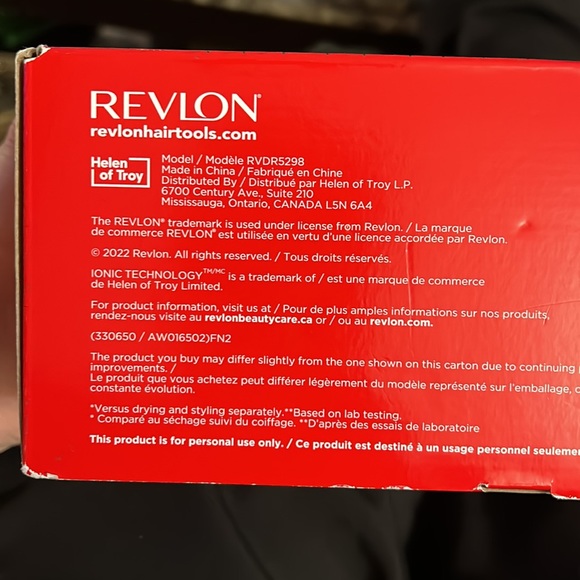 REVLON®
revlonhairtools.com
Helen
of Troy
Model / Modèle RVDR5298
Made in China / Fabriqué en Chine
Distributed By / Distribué par Helen of Troy L.P.
6700 Century Ave., Suite 210
Mississauga, Ontario, CANADA L5N 6A4
The REVLON® trademark is used under license from Revlon. / La marque
de commerce REVLON® est utilisée en vertu d'une licence accordée par Revlon.
© 2022 Revlon. All rights reserved. / Tous droits réservés.
IONIC TECHNOLOGY™/MC is a trademark of / est une marque de commerce
de Helen of Troy Limited.
For product information, visit us at / Pour de plus amples informations sur nos produits,
rendez-nous visite au revlonbeautycare.ca or / ou au revlon.com.
(330650 / AW016502)FN2
The product you buy may differ slightly from the one shown on this carton due to continuing
improvements. /
Le produit que vous achetez peut différer légèrement du modèle représenté sur l'emballage,
constante évolution.
*Versus drying and styling separately.**Based on lab testing.
* Comparé au séchage suivi du coiffage. **D'après des essais de laboratoire
This product is for personal use only. / Ce produit est destiné à un usage personnel seulement